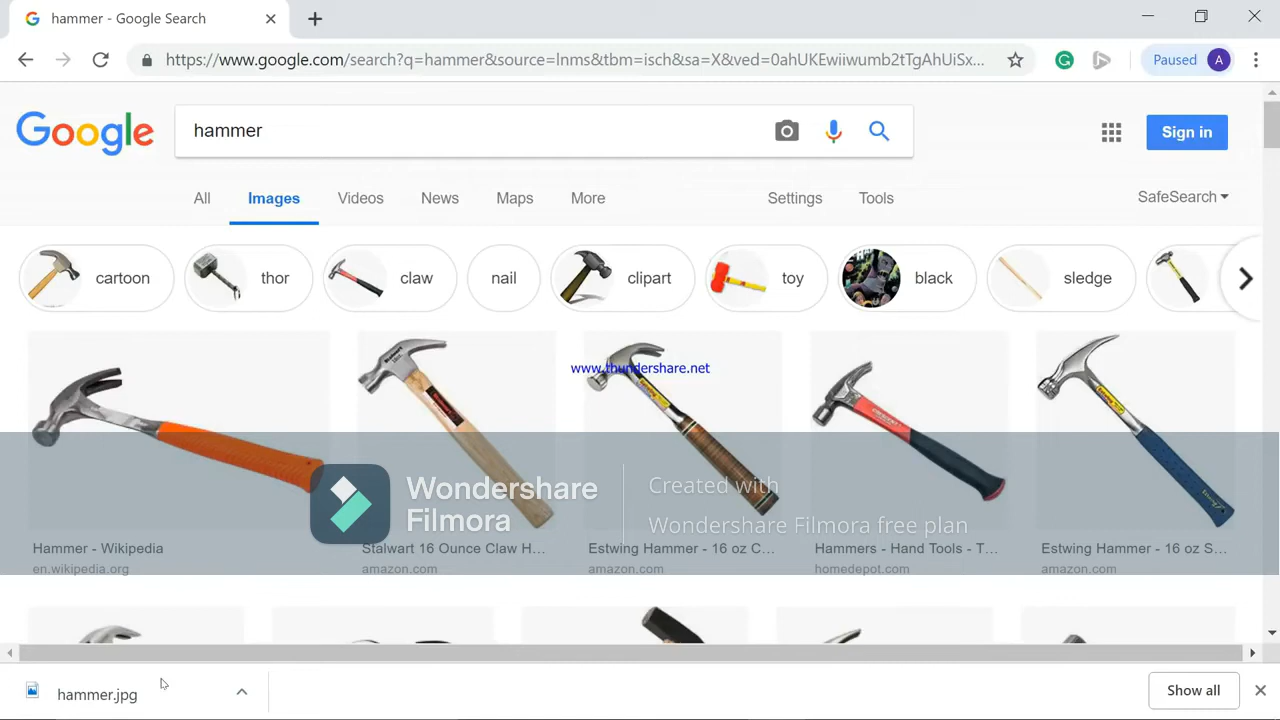 hammer - Google Search
https://www.google.com/search?q=hammer&source=lnms&tbm=isch&sa=X&ved=0ahUKEwiiwumb2tTgAhUiSx...
Paused A
Google
hammer
Sign in
All Images Videos News Maps More Settings Tools SafeSearch
cartoon thor claw nail clipart toy black sledge
www.thundershare.net
Wondershare
Filmora
Created with
Wondershare Filmora free plan
Hammer - Wikipedia
en.wikipedia.org
Stalwart 16 Ounce Claw H...
amazon.com
Estwing Hammer - 16 oz C...
amazon.com
Hammers - Hand Tools - T...
homedepot.com
Estwing Hammer - 16 oz S...
amazon.com
hammer.jpg
Show all